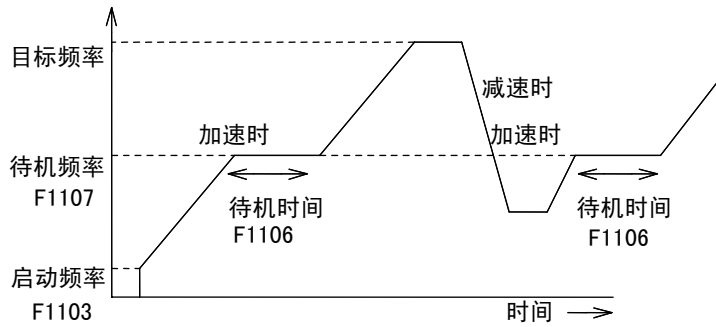 目标频率
减速时
加速时
加速时
待机频率
F1107
待机时间
F1106
待机时间
F1106
启动频率
F1103
时间